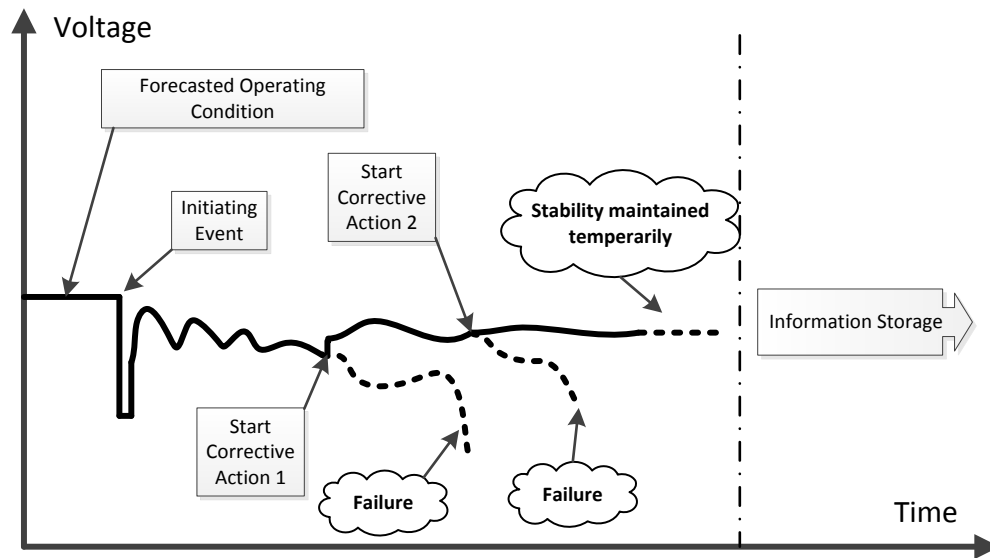 Voltage
Forecasted Operating
Condition
Initiating
Event
Start
Corrective
Action 2
Stability maintained
temperarily
Information Storage
Start
Corrective
Action 1
Failure
Failure
Time